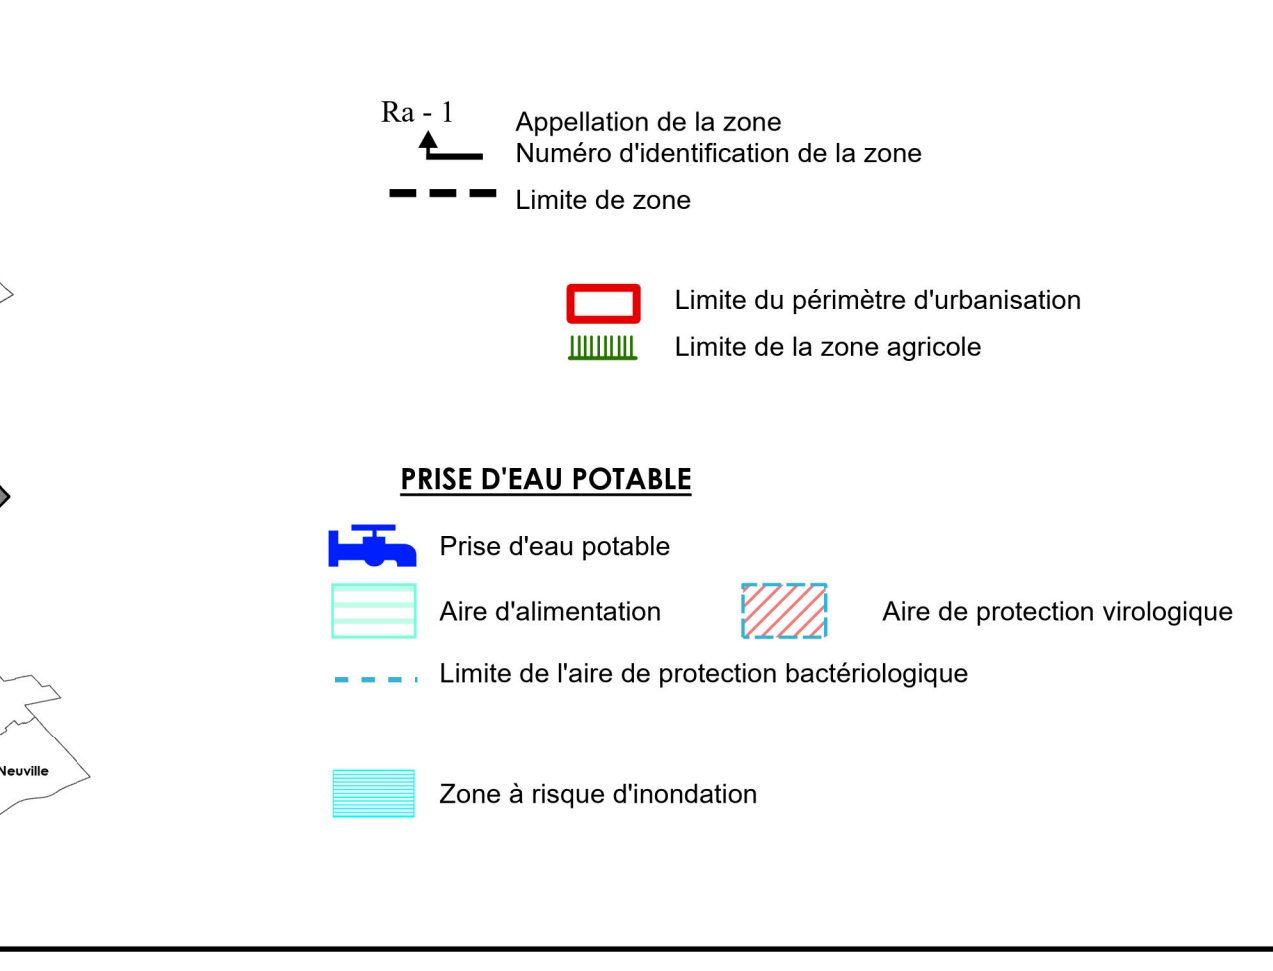 Ra - 1
Appellation de la zone
Numéro d'identification de la zone
Limite de zone
Limite du périmètre d'urbanisation
Limite de la zone agricole
PRISE D'EAU POTABLE
Prise d'eau potable
Aire d'alimentation
Aire de protection virologique
Limite de l'aire de protection bactériologique
Neuville
Zone à risque d'inondation